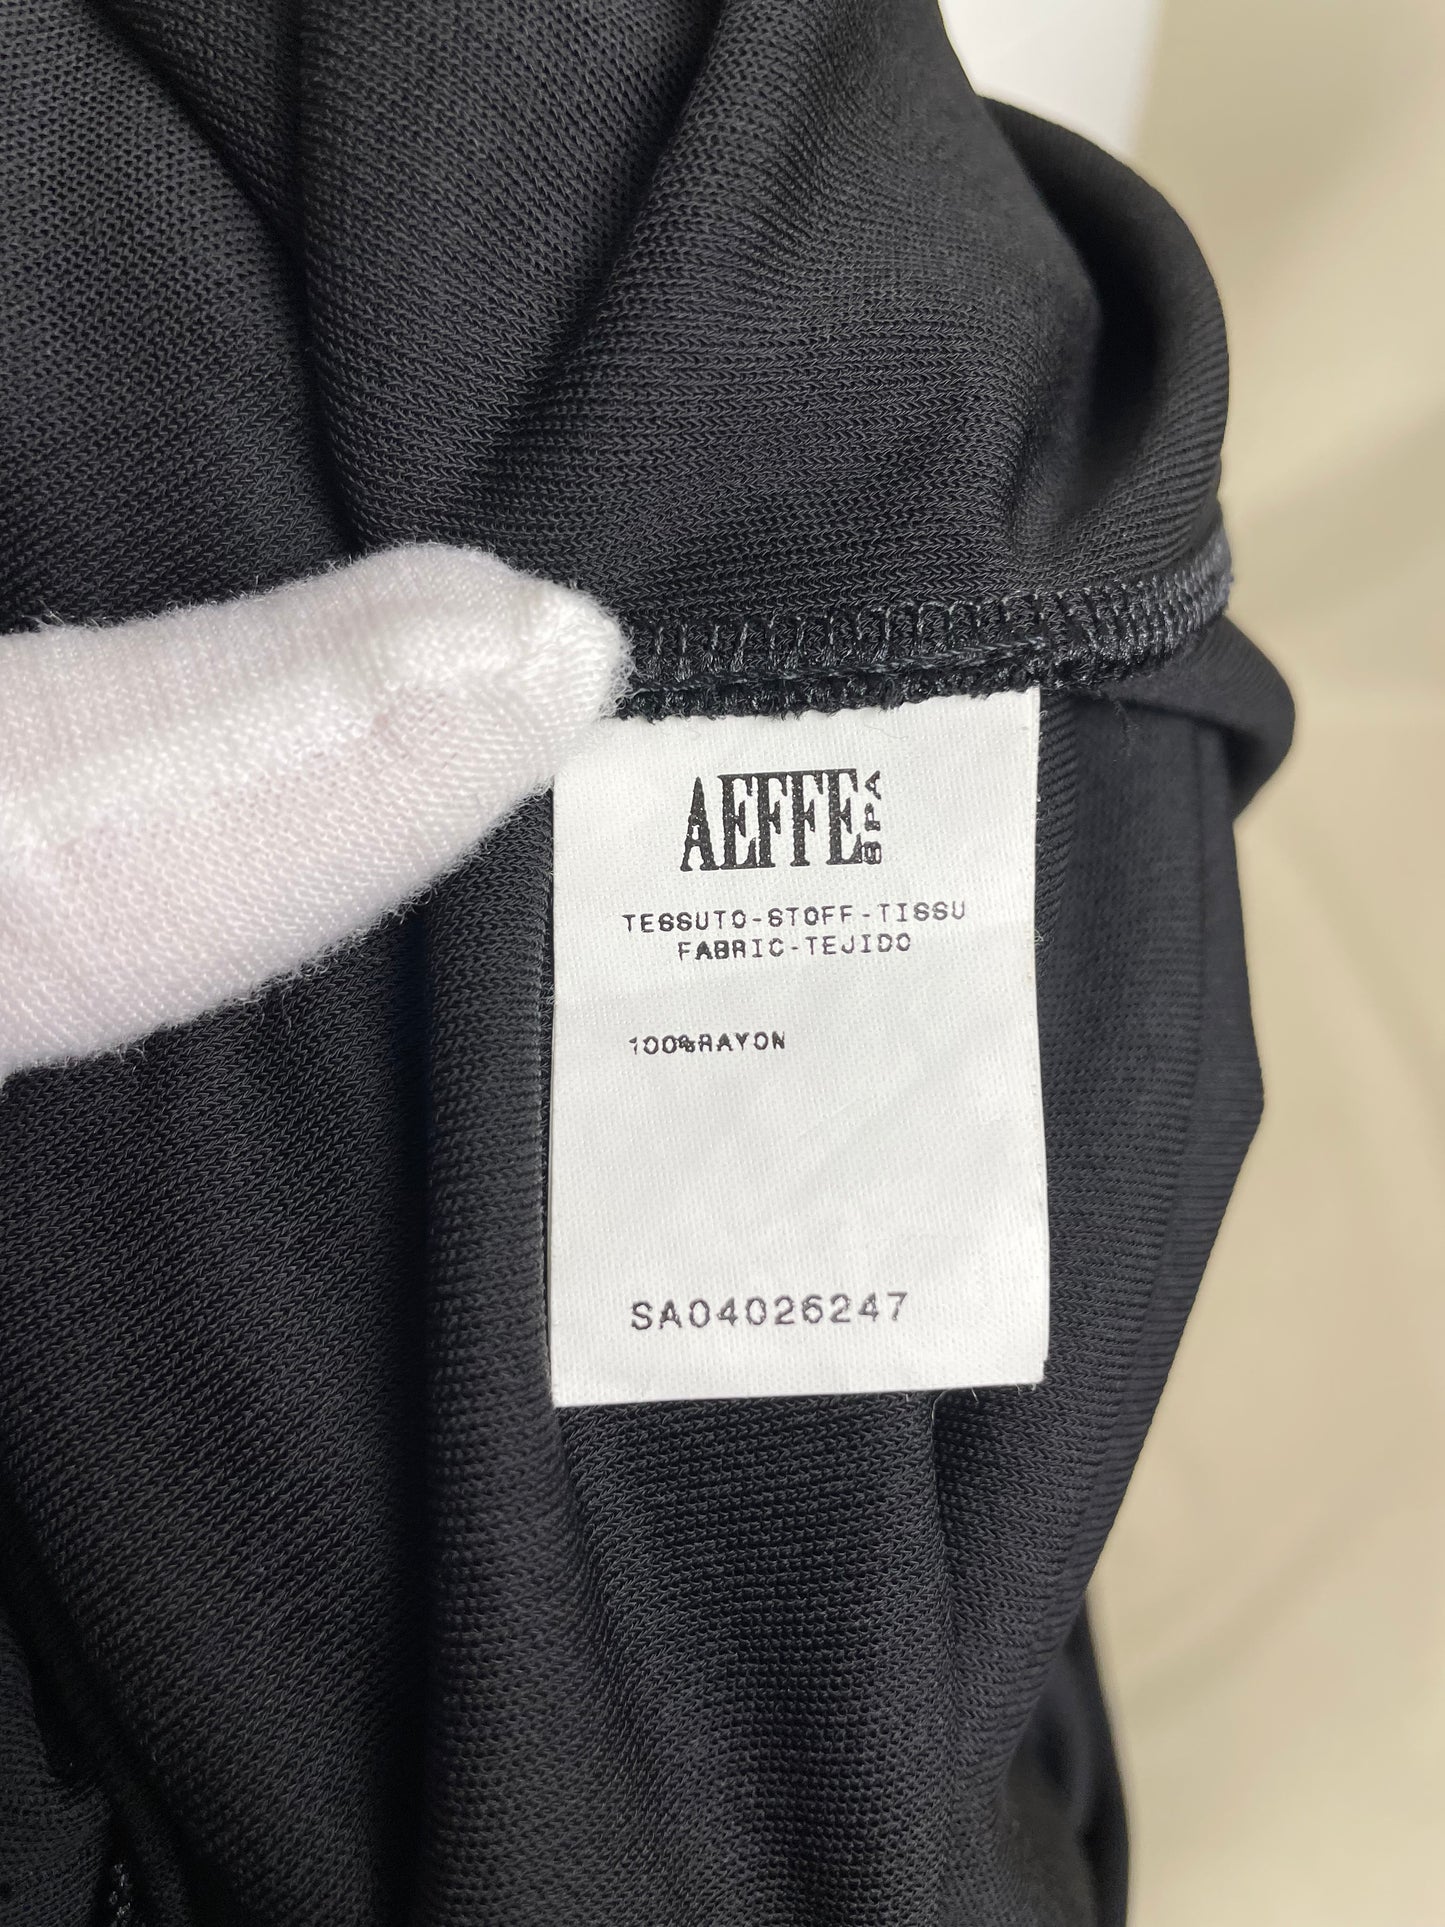 AEFFE SPA
TESSUTO-STOFF-TISSU
FABRIC-TEJIDO
100%RAYON
SA04026247